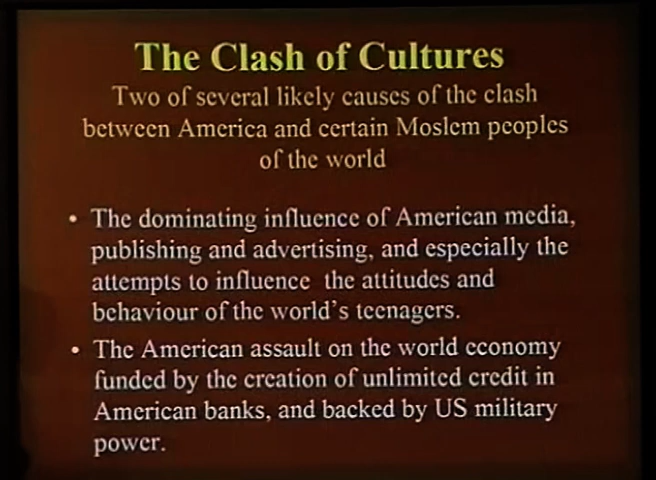 The Clash of Cultures
Two of several likely causes of the clash
between America and certain Moslem peoples
of the world
• The dominating influence of American media,
publishing and advertising, and especially the
attempts to influence the attitudes and
behaviour of the world's teenagers.
• The American assault on the world economy
funded by the creation of unlimited credit in
American banks, and backed by US military
power.